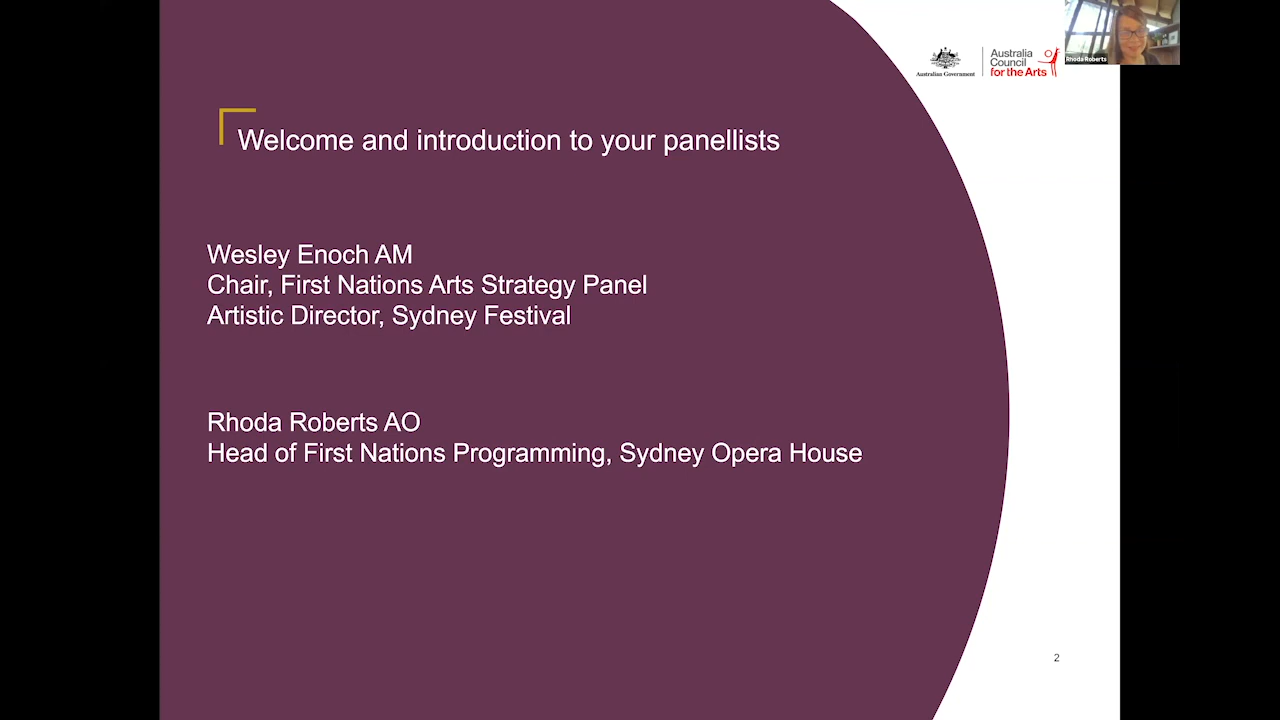 Australian Government
Australia
Council
for the Arts
Rhoda Roberts
Welcome and introduction to your panellists
Wesley Enoch AM
Chair, First Nations Arts Strategy Panel
Artistic Director, Sydney Festival
Rhoda Roberts AO
Head of First Nations Programming, Sydney Opera House
2